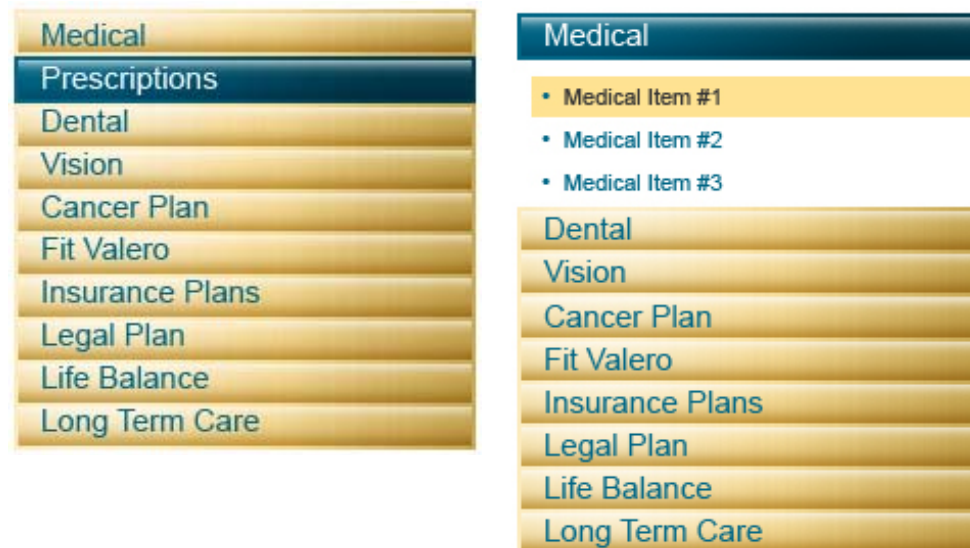 Medical
Prescriptions
Dental
Vision
Cancer Plan
Fit Valero
Insurance Plans
Legal Plan
Life Balance
Long Term Care
Medical
• Medical Item #1
• Medical Item #2
• Medical Item #3
Dental
Vision
Cancer Plan
Fit Valero
Insurance Plans
Legal Plan
Life Balance
Long Term Care